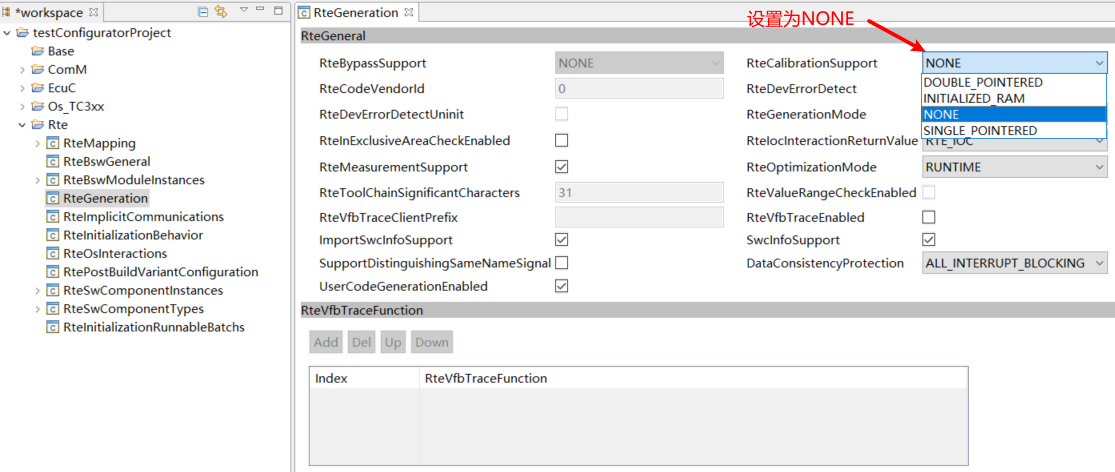 *workspace
testConfiguratorProject
Base
ComM
EcuC
Os_TC3xx
Rte
RteMapping
RteBswGeneral
RteBswModuleInstances
RteGeneration
RteImplicitCommunications
RteInitializationBehavior
RteOsInteractions
RtePostBuildVariantConfiguration
RteSwComponentInstances
RteSwComponentTypes
RteInitializationRunnableBatchs
RteGeneration
设置为NONE
RteGeneral
RteBypassSupport NONE RteCalibrationSupport NONE
DOUBLE_POINTERED
INITIALIZED_RAM
NONE
SINGLE_POINTERED
RteCodeVendorId 0 RteDevErrorDetect
RteDevErrorDetectUninit RteGenerationMode
RteInExclusiveAreaCheckEnabled RteIocInteractionReturnValue RTE_IOC
RteMeasurementSupport RteOptimizationMode RUNTIME
RteToolChainSignificantCharacters 31 RteValueRangeCheckEnabled
RteVfbTraceClientPrefix RteVfbTraceEnabled
ImportSwcInfoSupport SwcInfoSupport
SupportDistinguishingSameNameSignal DataConsistencyProtection ALL_INTERRUPT_BLOCKING
UserCodeGenerationEnabled
RteVfbTraceFunction
Add Del Up Down
Index RteVfbTraceFunction